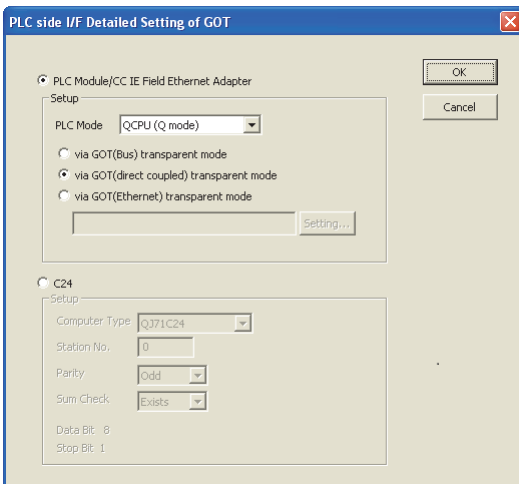 PLC side I/F Detailed Setting of GOT
OK
Cancel
PLC Module/CC IE Field Ethernet Adapter
Setup
PLC Mode QCPU (Q mode)
via GOT(Bus) transparent mode
via GOT(direct coupled) transparent mode
via GOT(Ethernet) transparent mode
Setting...
C24
Setup
Computer Type QJ71C24
Station No. 0
Parity Odd
Sum Check Exists
Data Bit 8
Stop Bit 1